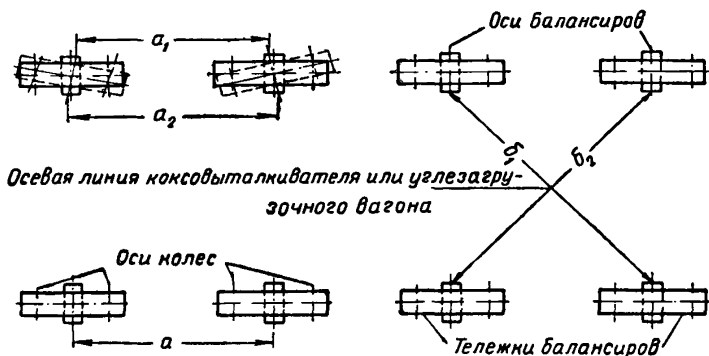 a₁
a₂
Оси балансиров
б₁
б₂
Осевая линия коксовыталкивателя или углезагру-
зочного вагона
Оси колес
a
Тележки балансиров